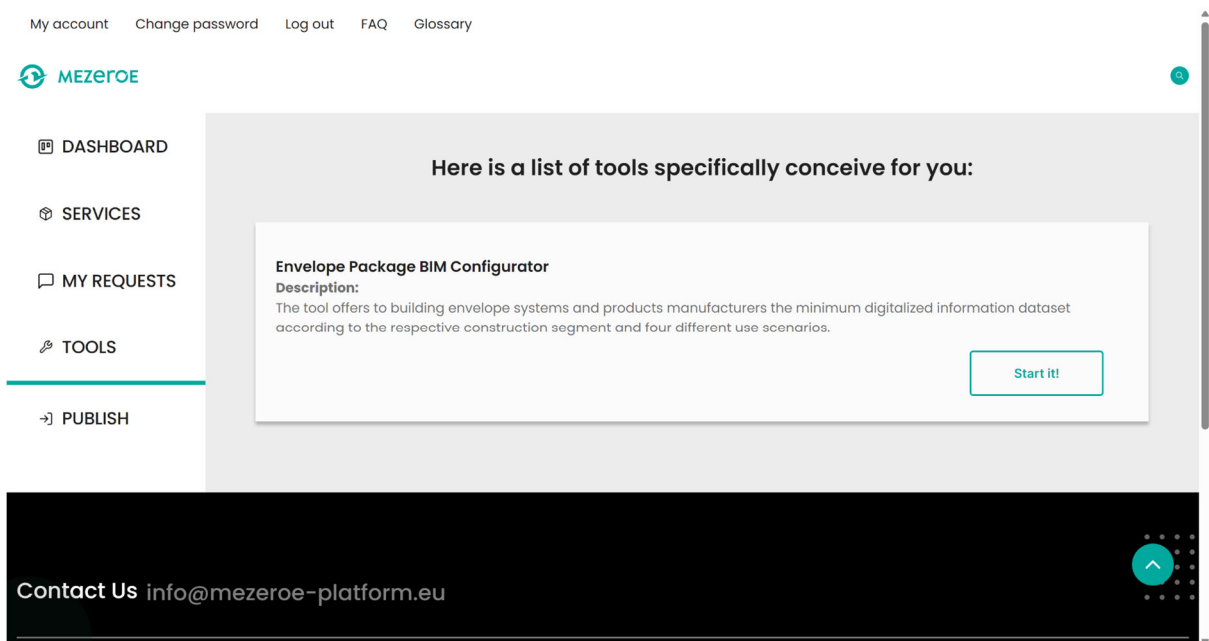 My account Change password Log out FAQ Glossary
MEZeroE
DASHBOARD
SERVICES
MY REQUESTS
TOOLS
PUBLISH
Here is a list of tools specifically conceive for you:
Envelope Package BIM Configurator
Description:
The tool offers to building envelope systems and products manufacturers the minimum digitalized information dataset
according to the respective construction segment and four different use scenarios.
Start it!
Contact Us info@mezeroe-platform.eu